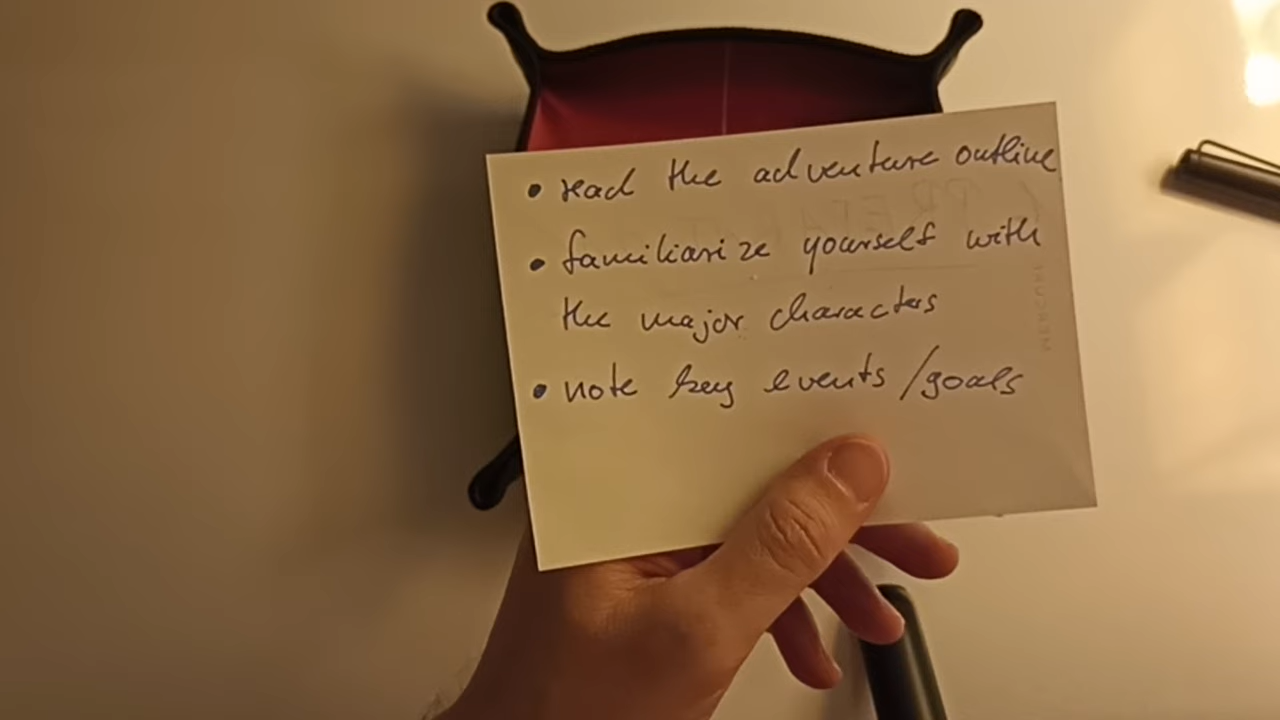 • read the adventure outline
• familiarize yourself with
the major characters
• note key events/goals